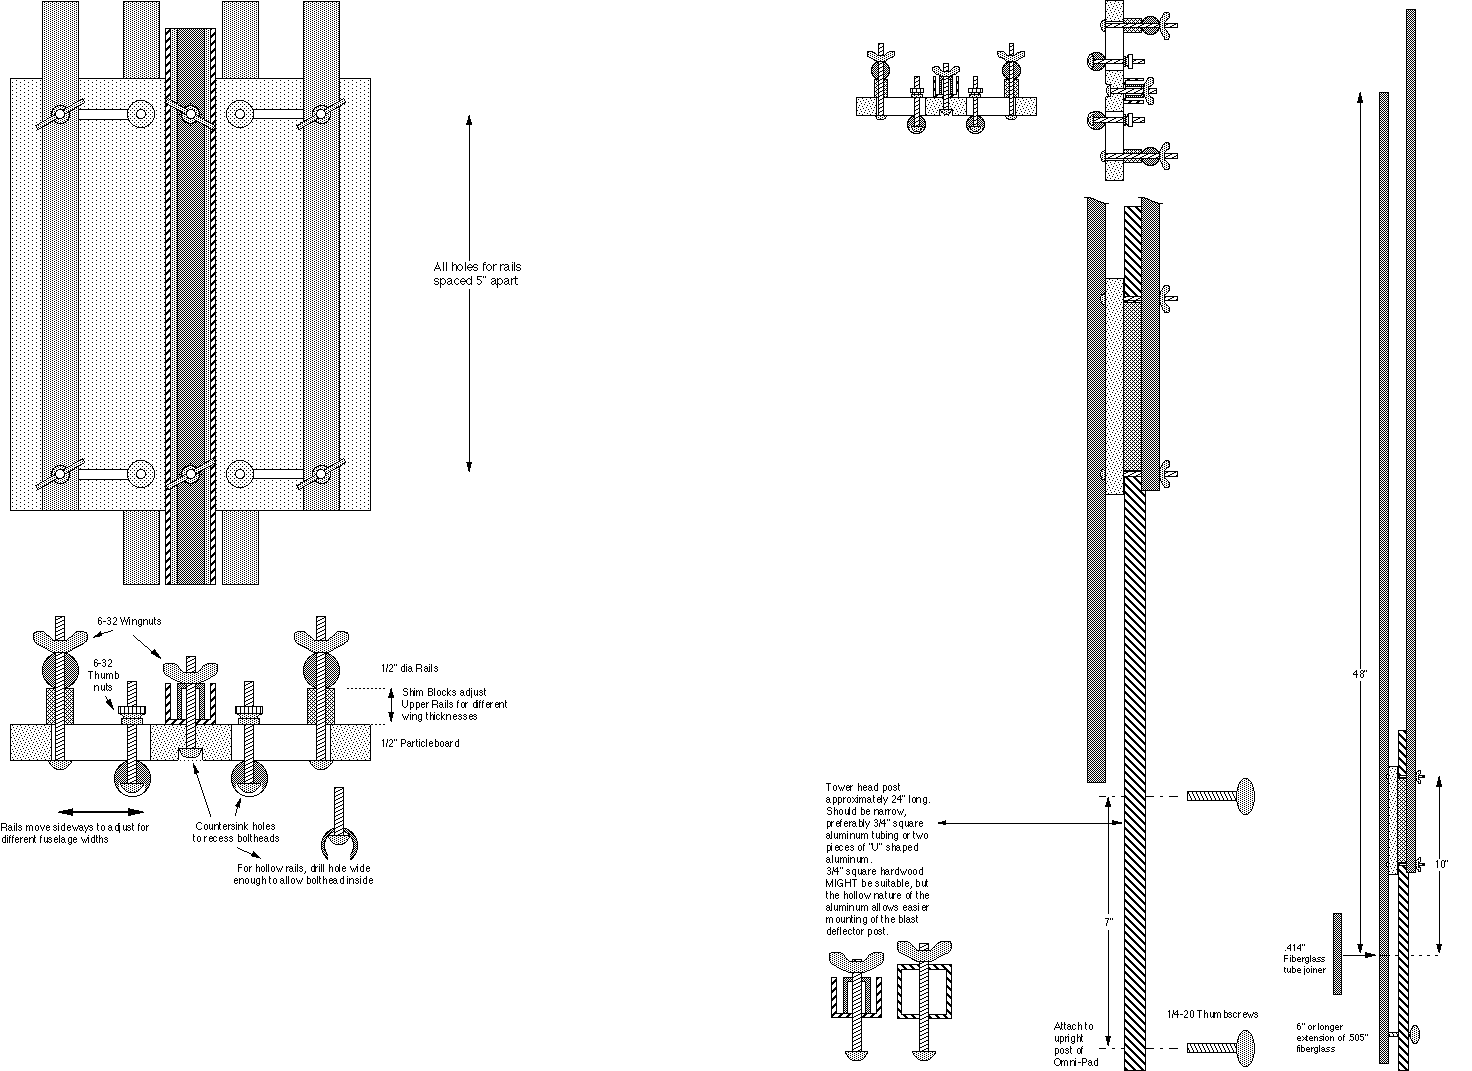 All holes for rails
spaced 5" apart
6-32 Wingnuts
6-32
Thumb
nuts
1/2" dia Rails
Shim Blocks adjust
Upper Rails for different
wing thicknesses
1/2" Particleboard
Rails move sideways to adjust for
different fuselage widths
Countersink holes
to recess boltheads
For hollow rails, drill hole wide
enough to allow bolthead inside
Tower head post
approximately 24" long.
Should be narrow,
preferably 3/4" square
aluminum tubing or two
pieces of "U" shaped
aluminum.
3/4" square hardwood
MIGHT be suitable, but
the hollow nature of the
aluminum allows easier
mounting of the blast
deflector post.
7"
Attach to
upright
post of
Omni-Pad
1/4-20 Thumbscrews
48"
10"
.414"
Fiberglass
tube joiner
6" or longer
extension of .505"
fiberglass